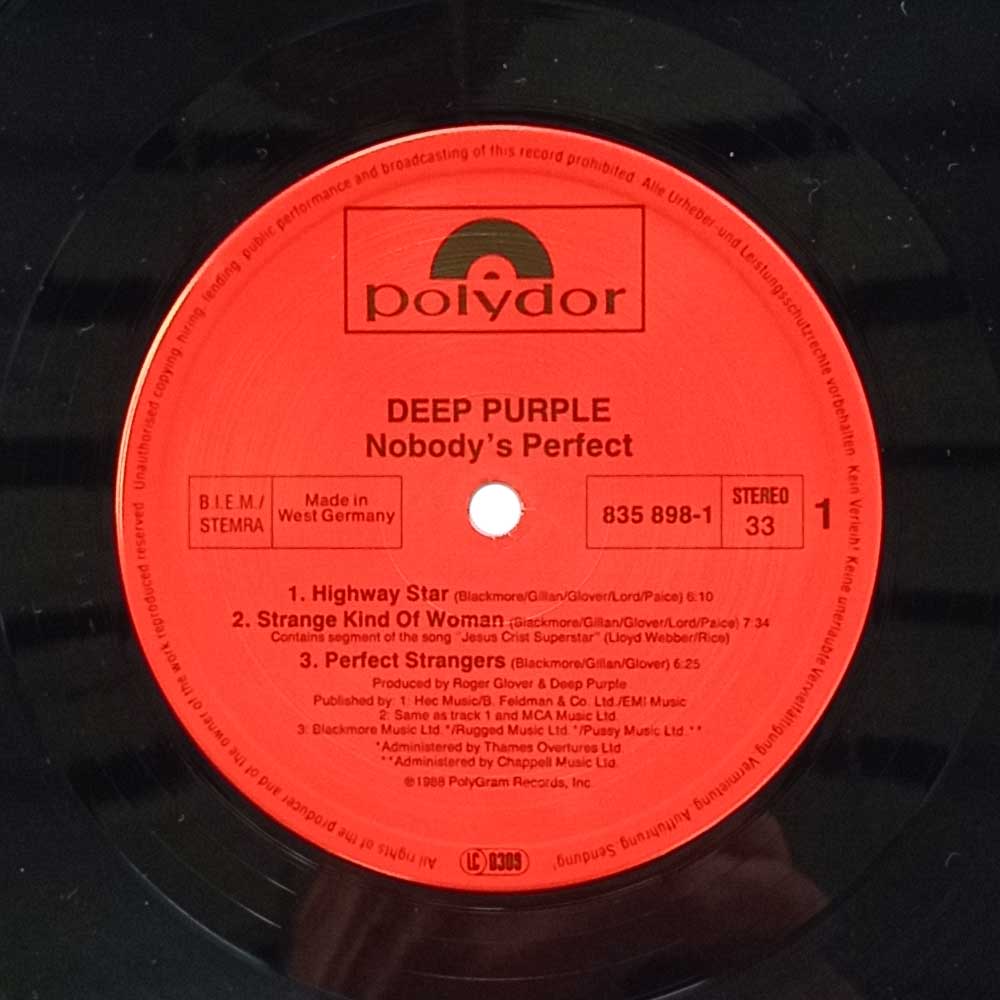 polydor
DEEP PURPLE
Nobody's Perfect
B.I.E.M./
STEMRA
Made in
West Germany
835 898-1
STEREO
33
1
1. Highway Star (Blackmore/Gillan/Glover/Lord/Paice) 6:10
2. Strange Kind Of Woman (Blackmore/Gillan/Glover/Lord/Paice) 7:34
Contains segment of the song "Jesus Crist Superstar" (Lloyd Webber/Rice)
3. Perfect Strangers (Blackmore/Gillan/Glover) 6:25
Produced by Roger Glover & Deep Purple
Published by: 1: Hec Music/B. Feldman & Co. Ltd./EMI Music
2: Same as track 1 and MCA Music Ltd.
3: Blackmore Music Ltd.*/Rugged Music Ltd.*/Pussy Music Ltd.**
*Administered by Thames Overtures Ltd.
**Administered by Chappell Music Ltd.
℗1988 PolyGram Records, Inc.
All rights of the producer and of the owner of the work reproduced reserved. Unauthorised copying, hiring, lending, public performance and broadcasting of this record prohibited. Alle Urheber- und Leistungsschutzrechte vorbehalten. Kein Verleih! Keine unerlaubte Vervielfältigung, Vermietung, Aufführung, Sendung!
LC 0309